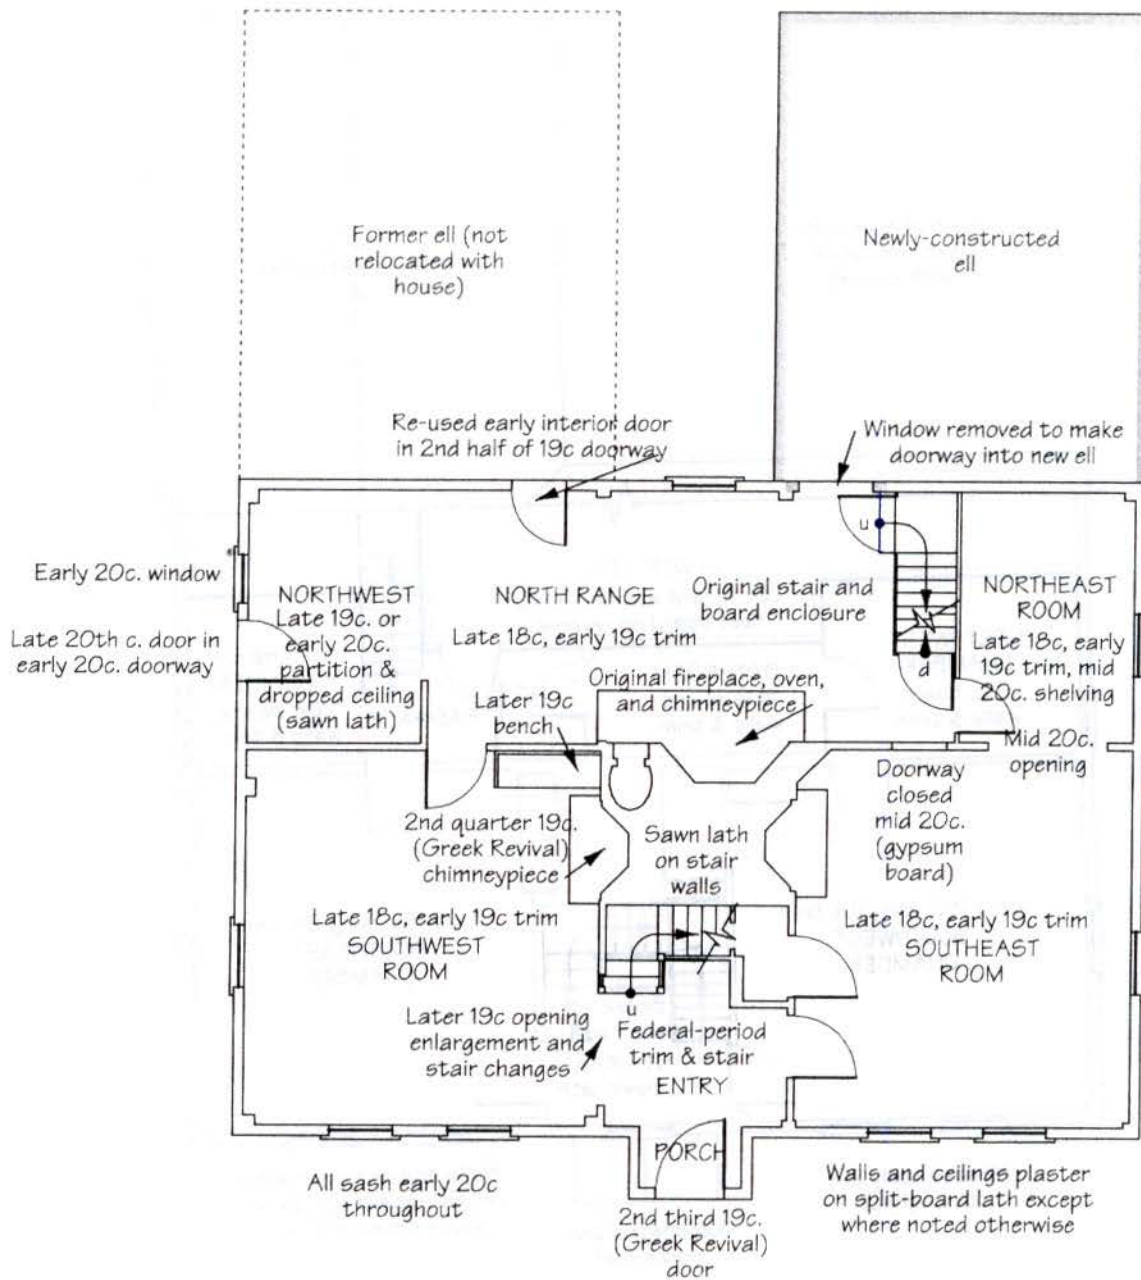 Former ell (not
relocated with
house)
Newly-constructed
ell
Re-used early interior door
in 2nd half of 19c doorway
Window removed to make
doorway into new ell
u
Early 20c. window
Late 20th c. door in
early 20c. doorway
NORTHWEST
Late 19c. or
early 20c.
partition &
dropped ceiling
(sawn lath)
NORTH RANGE
Late 18c, early 19c trim
Original stair and
board enclosure
NORTHEAST
ROOM
Late 18c, early
19c trim, mid
20c. shelving
d
Original fireplace, oven,
and chimneypiece
Later 19c
bench
Mid 20c.
opening
Doorway
closed
mid 20c.
(gypsum
board)
2nd quarter 19c.
(Greek Revival)
chimneypiece
Sawn lath
on stair
walls
Late 18c, early 19c trim
SOUTHWEST
ROOM
Late 18c, early 19c trim
SOUTHEAST
ROOM
u
Later 19c opening
enlargement and
stair changes
Federal-period
trim & stair
ENTRY
PORCH
All sash early 20c
throughout
2nd third 19c.
(Greek Revival)
door
Walls and ceilings plaster
on split-board lath except
where noted otherwise